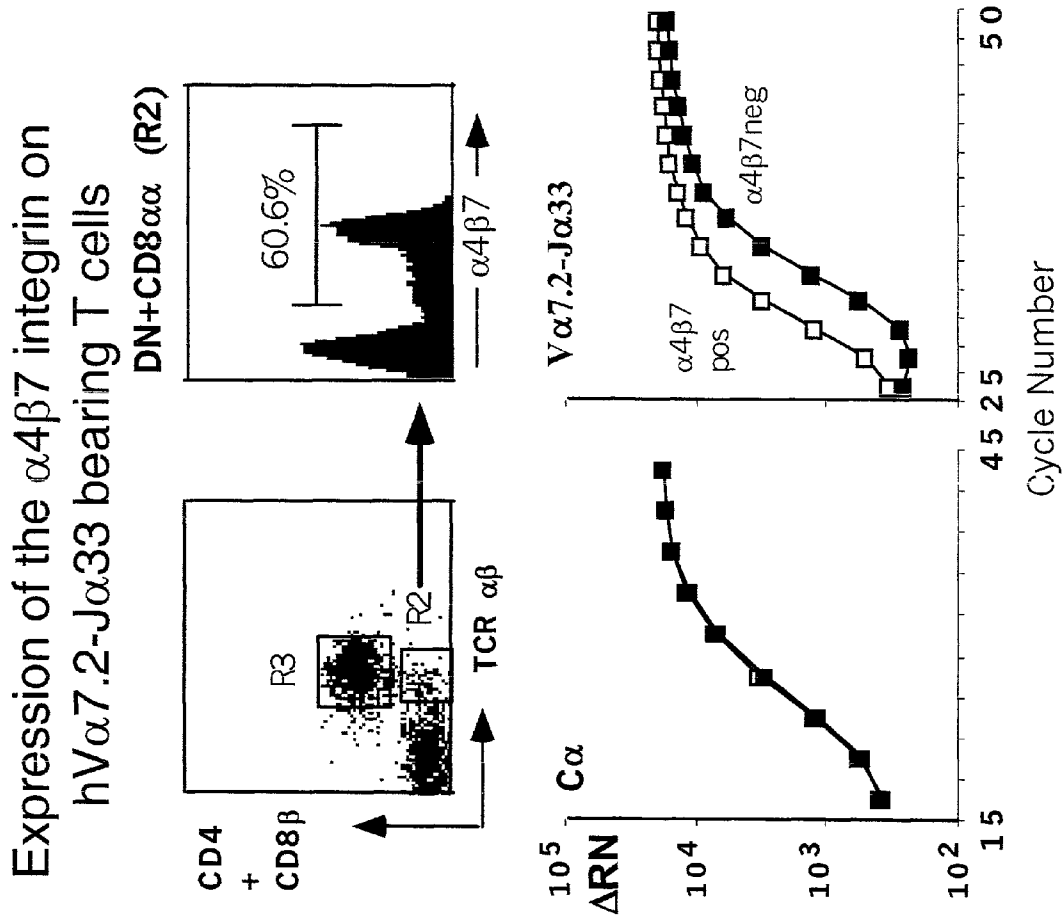 Expression of the α4β7 integrin on
hVα7.2-Jα33 bearing T cells
CD4
+
CD8β
R3
R2
TCR αβ
DN+CD8αα (R2)
60.6%
α4β7
ΔRN
10⁵
10⁴
10³
10²
Cα
15
45
Vα7.2-Jα33
α4β7
pos
α4β7neg
25
50
Cycle Number